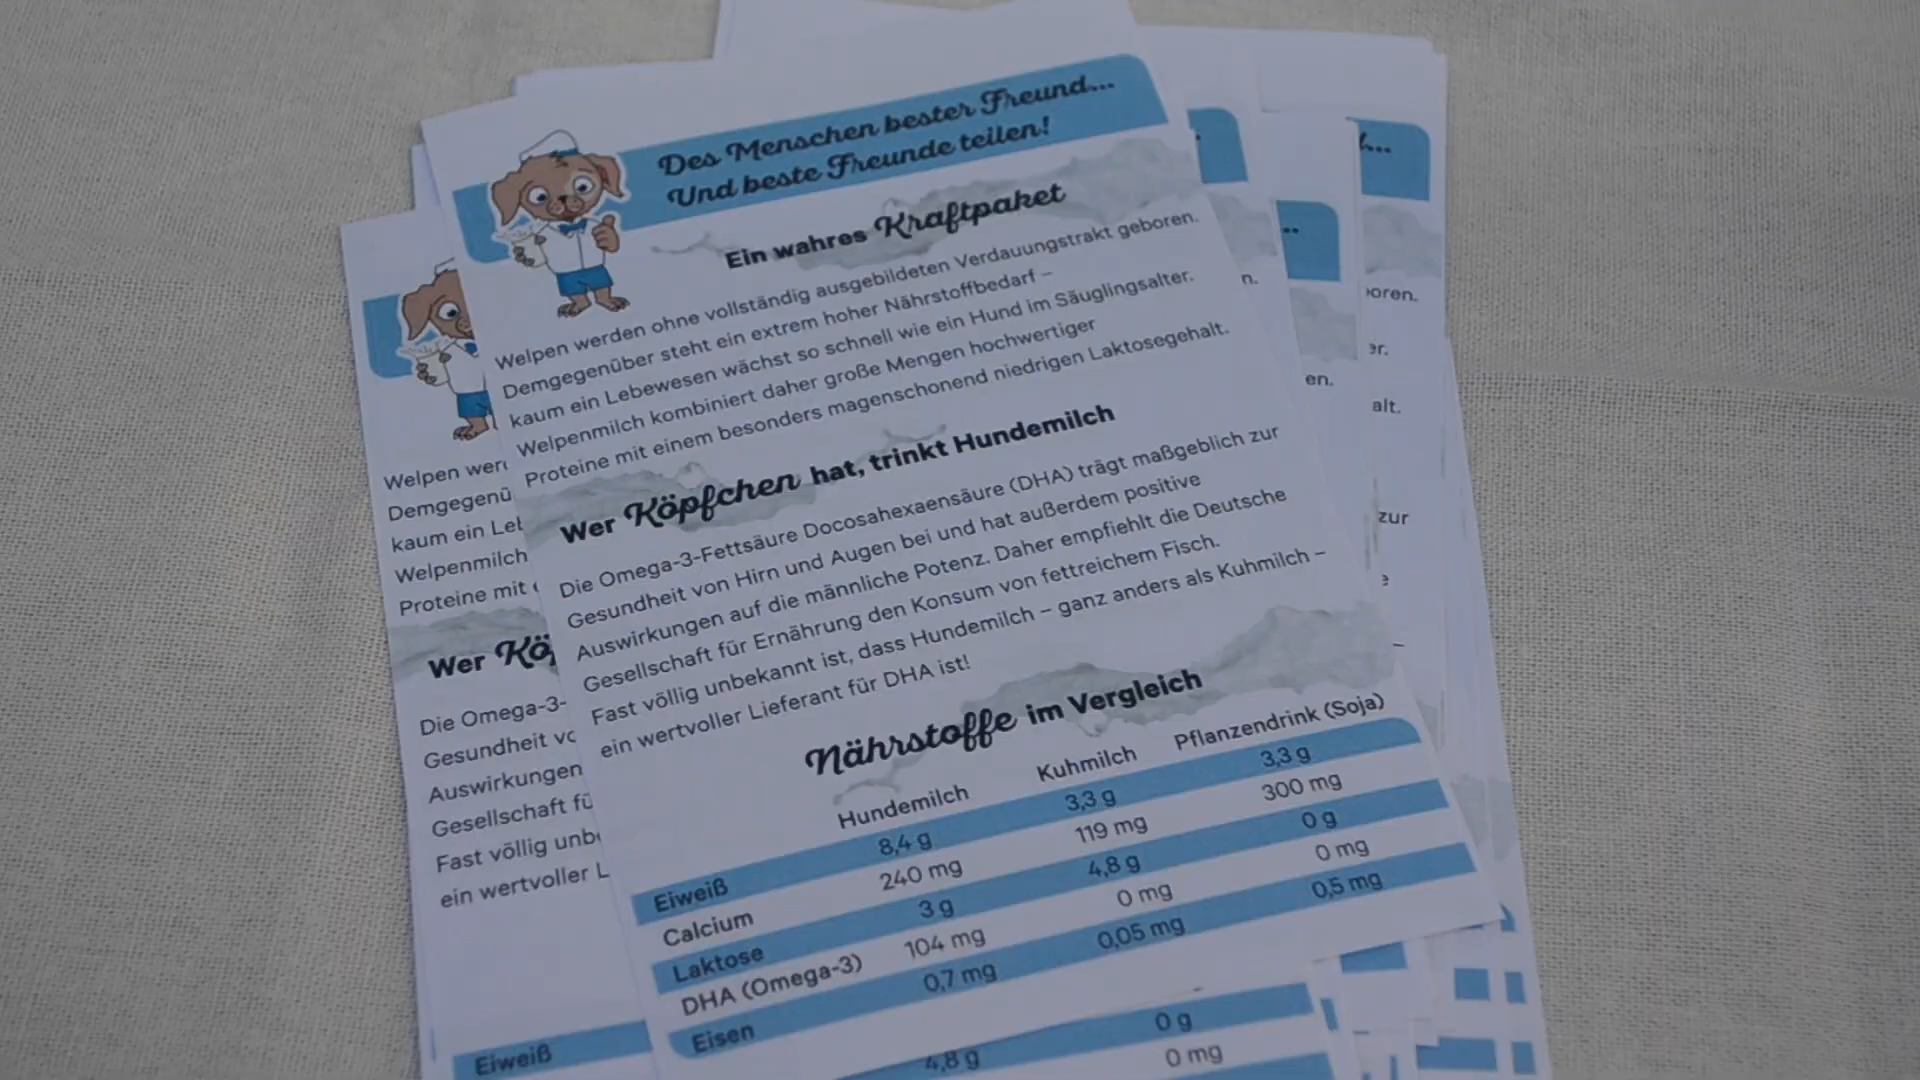 Des Menschen bester Freund...
Und beste Freunde teilen!
Ein wahres Kraftpaket
Welpen werden ohne vollständig ausgebildeten Verdauungstrakt geboren.
Demgegenüber steht ein extrem hoher Nährstoffbedarf –
kaum ein Lebewesen wächst so schnell wie ein Hund im Säuglingsalter.
Welpenmilch kombiniert daher große Mengen hochwertiger
Proteine mit einem besonders magenschonend niedrigen Laktosegehalt.
Wer Köpfchen hat, trinkt Hundemilch
Die Omega-3-Fettsäure Docosahexaensäure (DHA) trägt maßgeblich zur
Gesundheit von Hirn und Augen bei und hat außerdem positive
Auswirkungen auf die männliche Potenz. Daher empfiehlt die Deutsche
Gesellschaft für Ernährung den Konsum von fettreichem Fisch.
Fast völlig unbekannt ist, dass Hundemilch – ganz anders als Kuhmilch –
ein wertvoller Lieferant für DHA ist!
Nährstoffe im Vergleich
Hundemilch Kuhmilch Pflanzendrink (Soja)
Eiweiß 8,4 g 3,3 g 3,3 g
Calcium 240 mg 119 mg 300 mg
Laktose 3 g 4,8 g 0 g
DHA (Omega-3) 104 mg 0 mg 0 mg
Eisen 0,7 mg 0,05 mg 0,5 mg
Welpen
Demgegenü
kaum ein
Welpenmilch
Proteine mit
Wer
Die Omega-3-
Gesundheit
Auswirkungen
Gesellschaft
Fast völlig
ein wertvoller
Eiweiß
4,8 g 0 g
0 mg
...
n.
en.
...
oren.
er.
alt.
zur
e
–